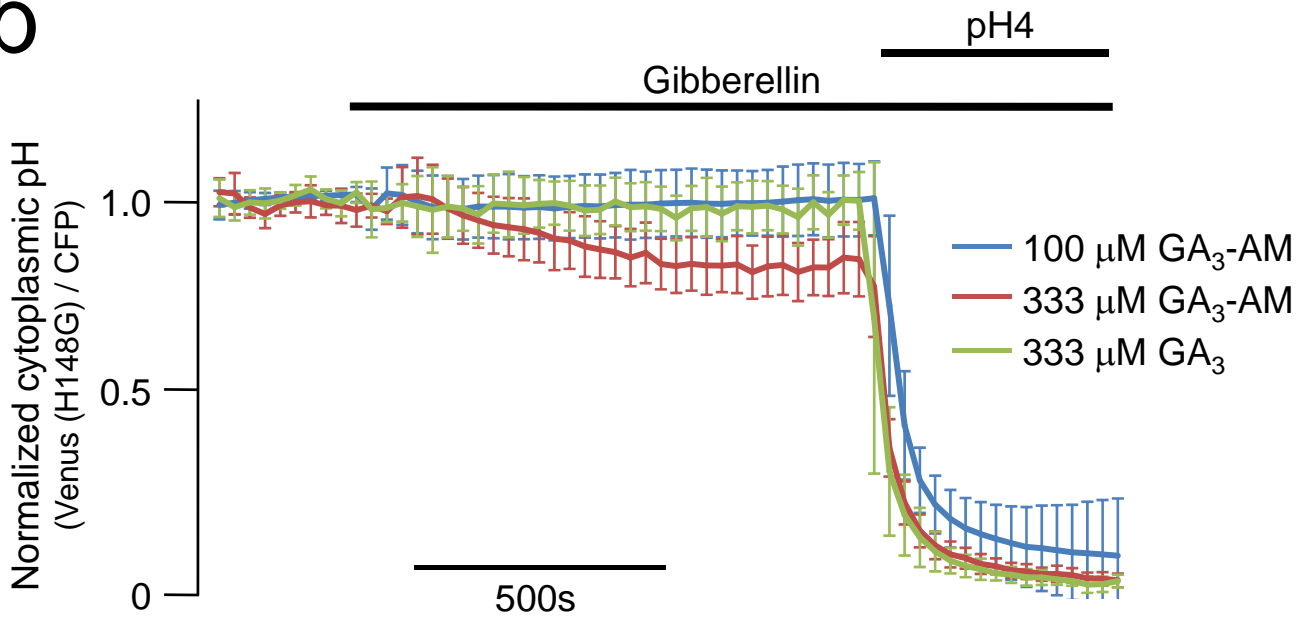 b
pH4
Gibberellin
Normalized cytoplasmic pH
(Venus (H148G) / CFP)
1.0
0.5
0
100 μM GA₃-AM
333 μM GA₃-AM
333 μM GA₃
500s